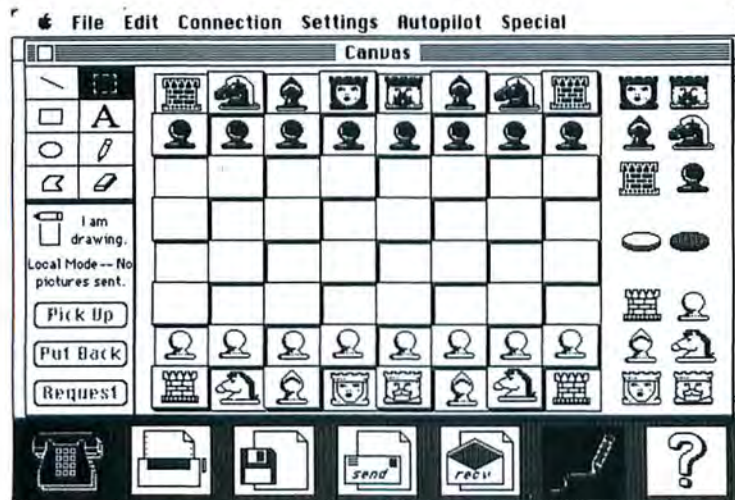 File Edit Connection Settings Autopilot Special
Canvas
A
I am
drawing.
Local Mode -- No
pictures sent.
Pick Up
Put Back
Request
send
recv
?